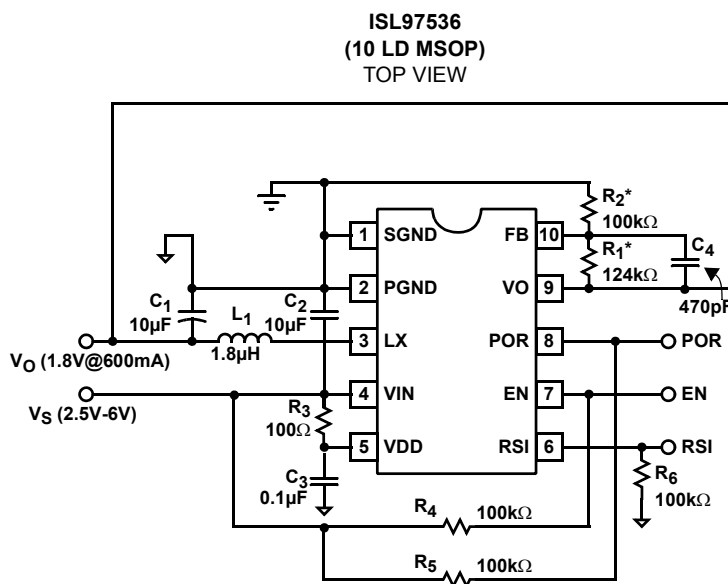 ISL97536
(10 LD MSOP)
TOP VIEW
R2*
100kΩ
1 SGND
FB 10
C4
R1*
124kΩ
470pF
C1
10µF
L1
1.8µH
C2
10µF
2 PGND
VO 9
3 LX
POR 8
POR
VO (1.8V@600mA)
VS (2.5V-6V)
4 VIN
EN 7
EN
R3
100Ω
5 VDD
RSI 6
RSI
C3
0.1µF
R6
100kΩ
R4 100kΩ
R5 100kΩ